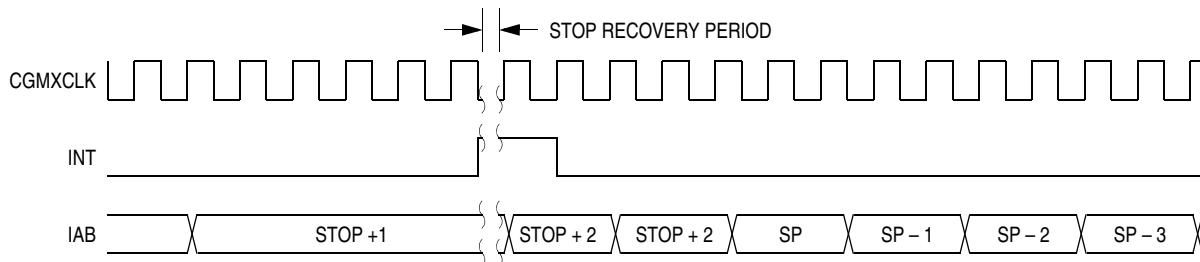 STOP RECOVERY PERIOD
CGMXCLK
INT
IAB
STOP +1
STOP + 2
STOP + 2
SP
SP – 1
SP – 2
SP – 3